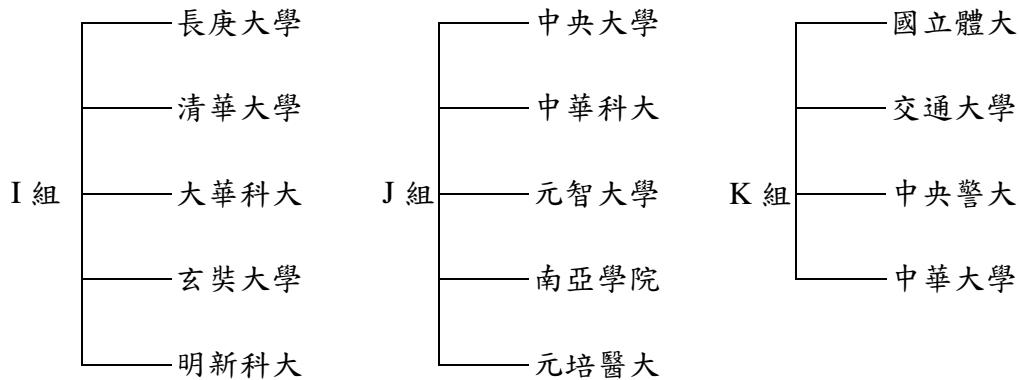 I 組
長庚大學
清華大學
大華科大
玄奘大學
明新科大
J 組
中央大學
中華科大
元智大學
南亞學院
元培醫大
K 組
國立體大
交通大學
中央警大
中華大學